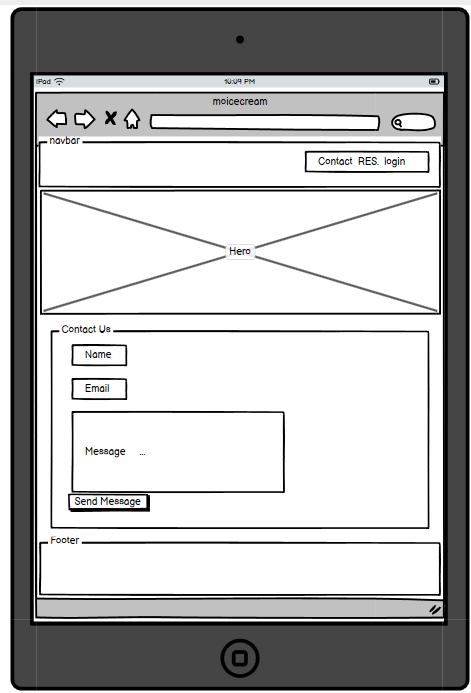 iPad
10:09 PM
moicecream
navbar
Contact RES. login
Hero
Contact Us
Name
Email
Message ...
Send Message
Footer